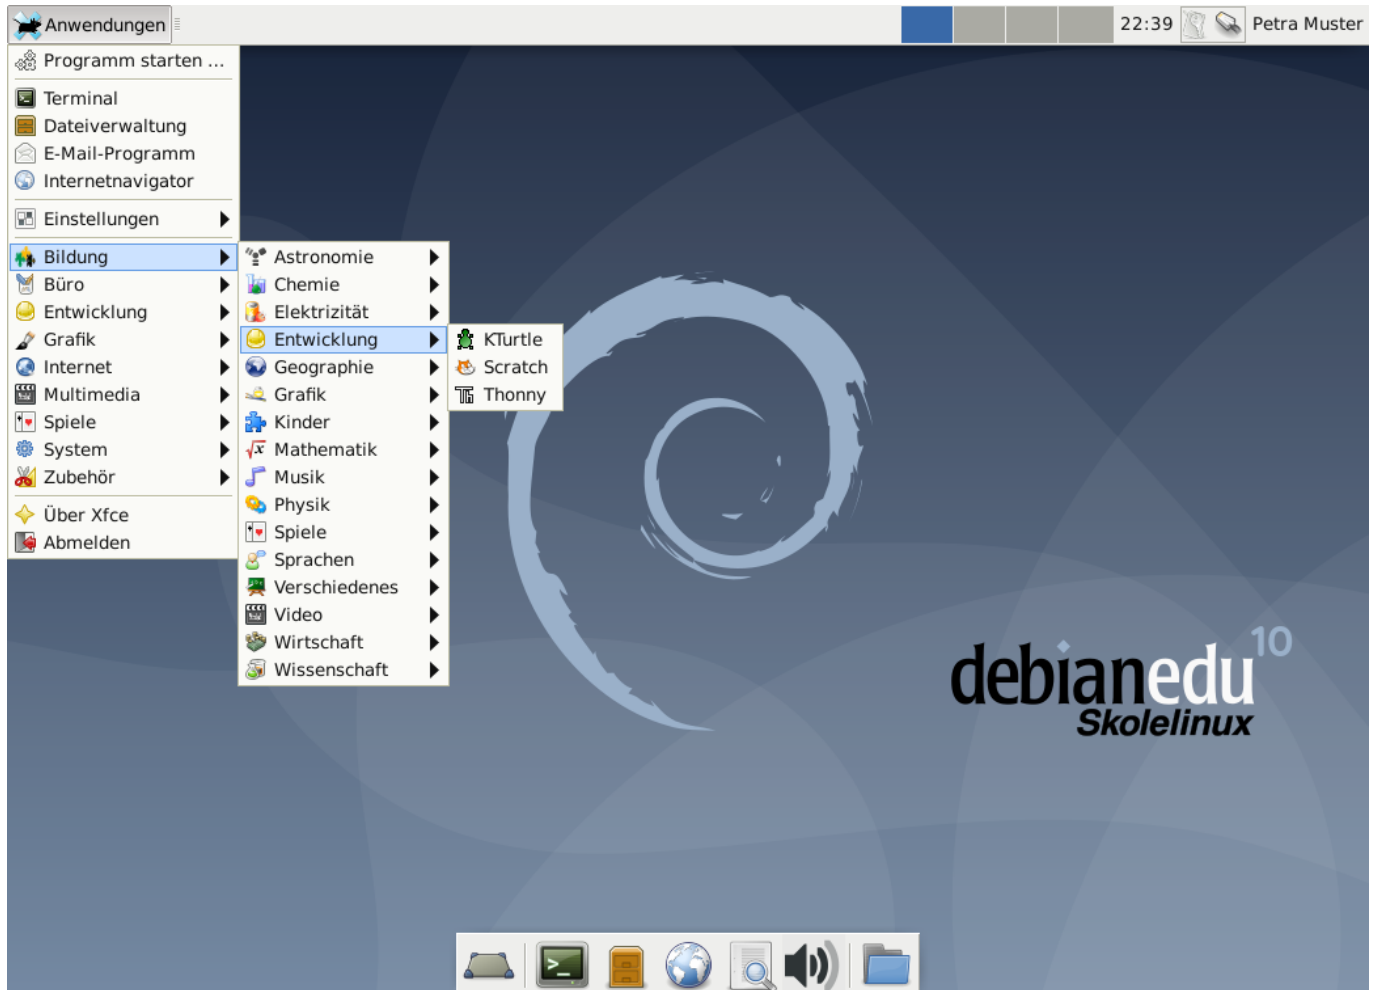 Anwendungen
22:39
Petra Muster
Programm starten ...
Terminal
Dateiverwaltung
E-Mail-Programm
Internetnavigator
Einstellungen
Bildung
Büro
Entwicklung
Grafik
Internet
Multimedia
Spiele
System
Zubehör
Über Xfce
Abmelden
Astronomie
Chemie
Elektrizität
Entwicklung
Geographie
Grafik
Kinder
Mathematik
Musik
Physik
Spiele
Sprachen
Verschiedenes
Video
Wirtschaft
Wissenschaft
KTurtle
Scratch
Thonny
debianedu 10
Skolelinux